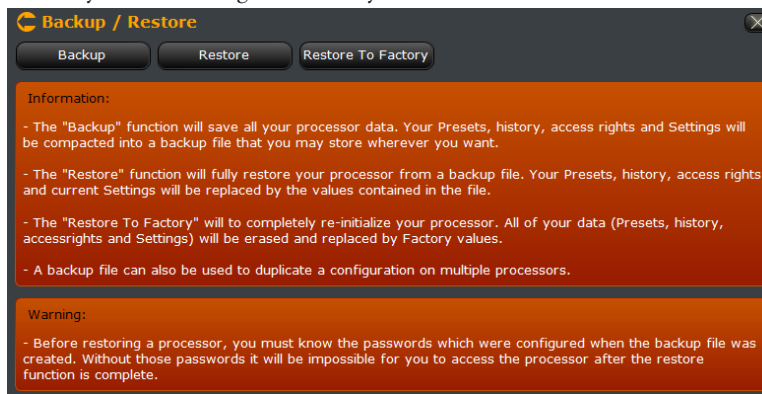 Backup / Restore
Backup Restore Restore To Factory
Information:
- The "Backup" function will save all your processor data. Your Presets, history, access rights and Settings will
be compacted into a backup file that you may store wherever you want.
- The "Restore" function will fully restore your processor from a backup file. Your Presets, history, access rights
and current Settings will be replaced by the values contained in the file.
- The "Restore To Factory" will to completely re-initialize your processor. All of your data (Presets, history,
accessrights and Settings) will be erased and replaced by Factory values.
- A backup file can also be used to duplicate a configuration on multiple processors.
Warning:
- Before restoring a processor, you must know the passwords which were configured when the backup file was
created. Without those passwords it will be impossible for you to access the processor after the restore
function is complete.